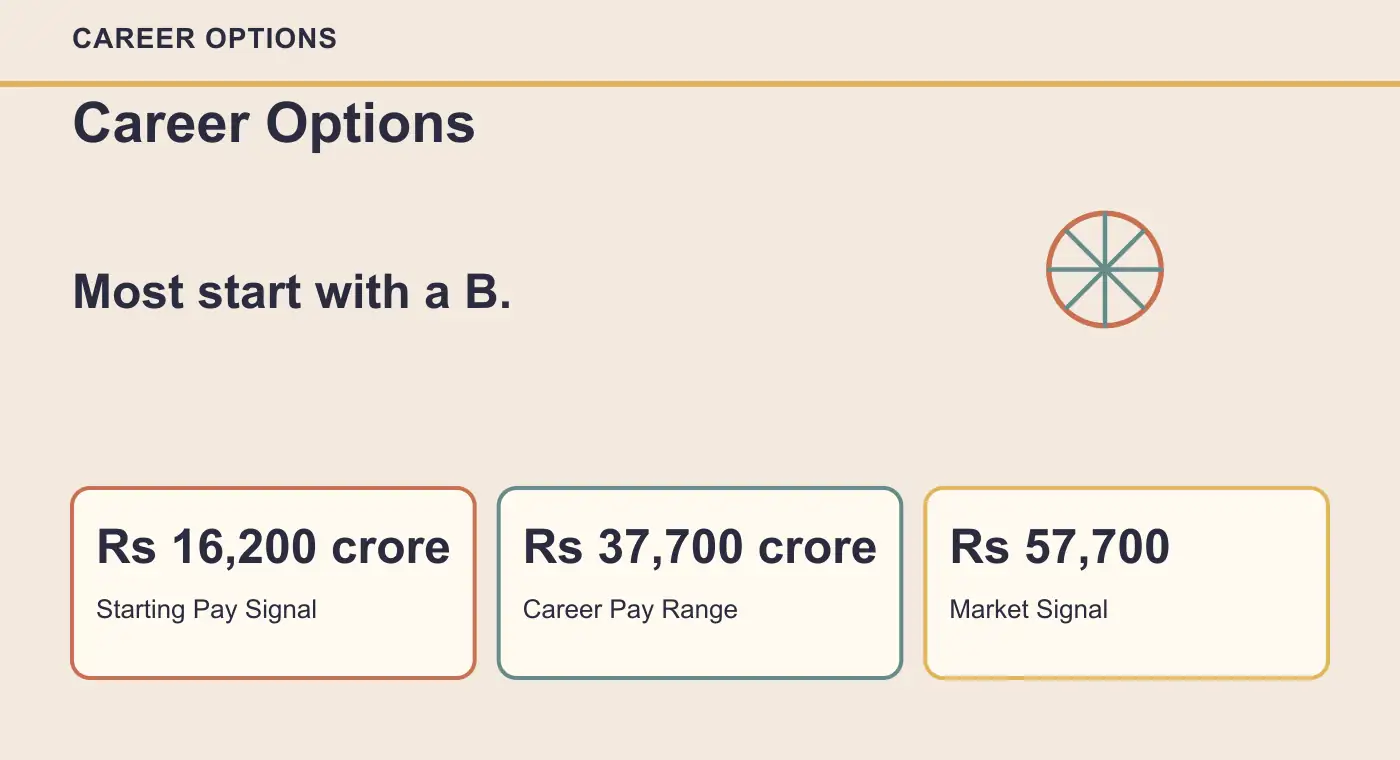 CAREER OPTIONS
Career Options
Most start with a B.
Rs 16,200 crore
Starting Pay Signal
Rs 37,700 crore
Career Pay Range
Rs 57,700
Market Signal